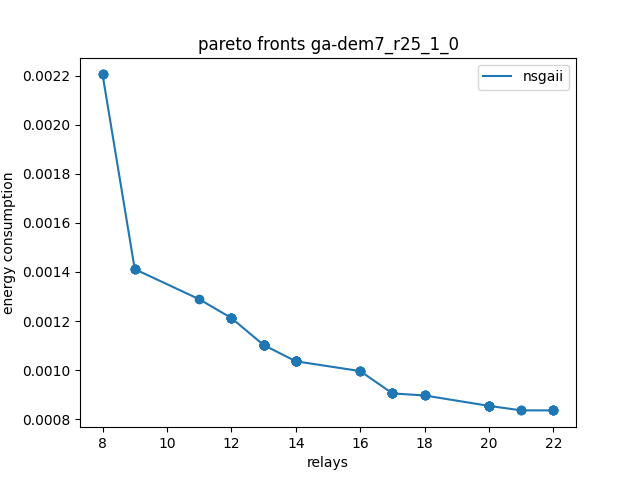 pareto fronts ga-dem7_r25_1_0
nsgaii
energy consumption
0.0022
0.0020
0.0018
0.0016
0.0014
0.0012
0.0010
0.0008
8 10 12 14 16 18 20 22
relays